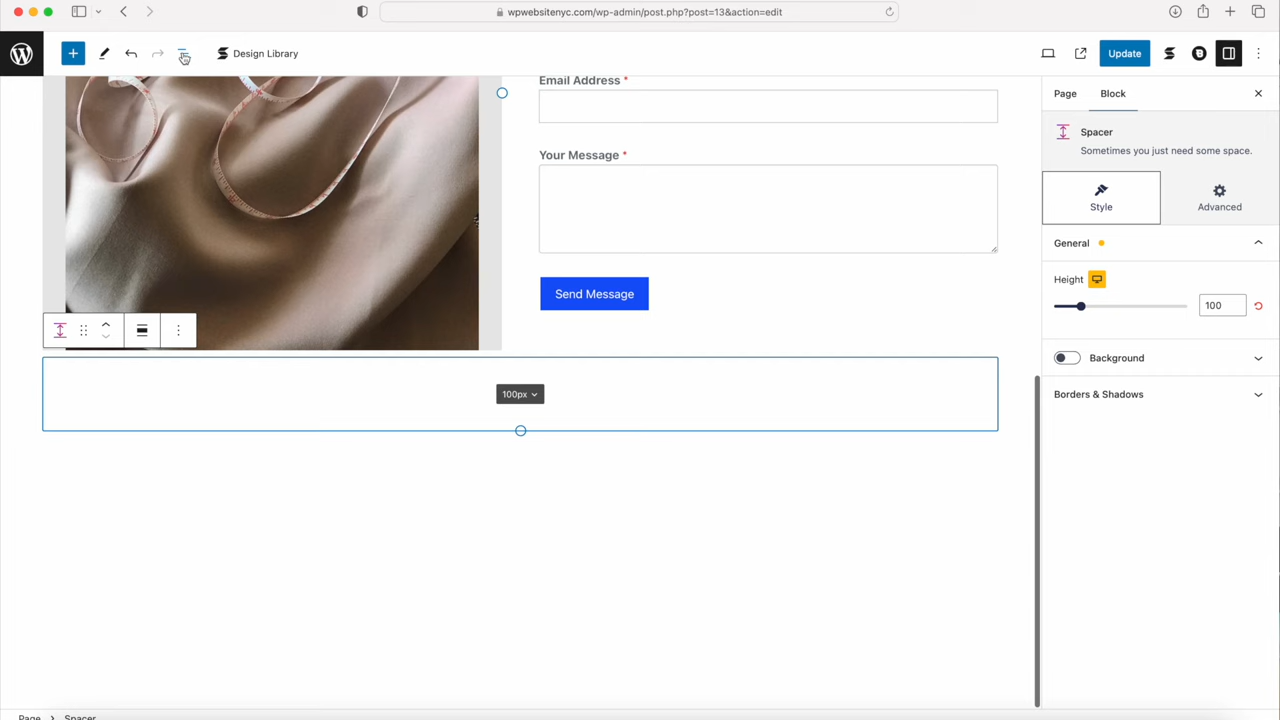 wpwebsitenyc.com/wp-admin/post.php?post=13&action=edit
Design Library
Update
Email Address *
Your Message *
Send Message
100px
Page
Block
Spacer
Sometimes you just need some space.
Style
Advanced
General
Height
100
Background
Borders & Shadows
Page > Spacer